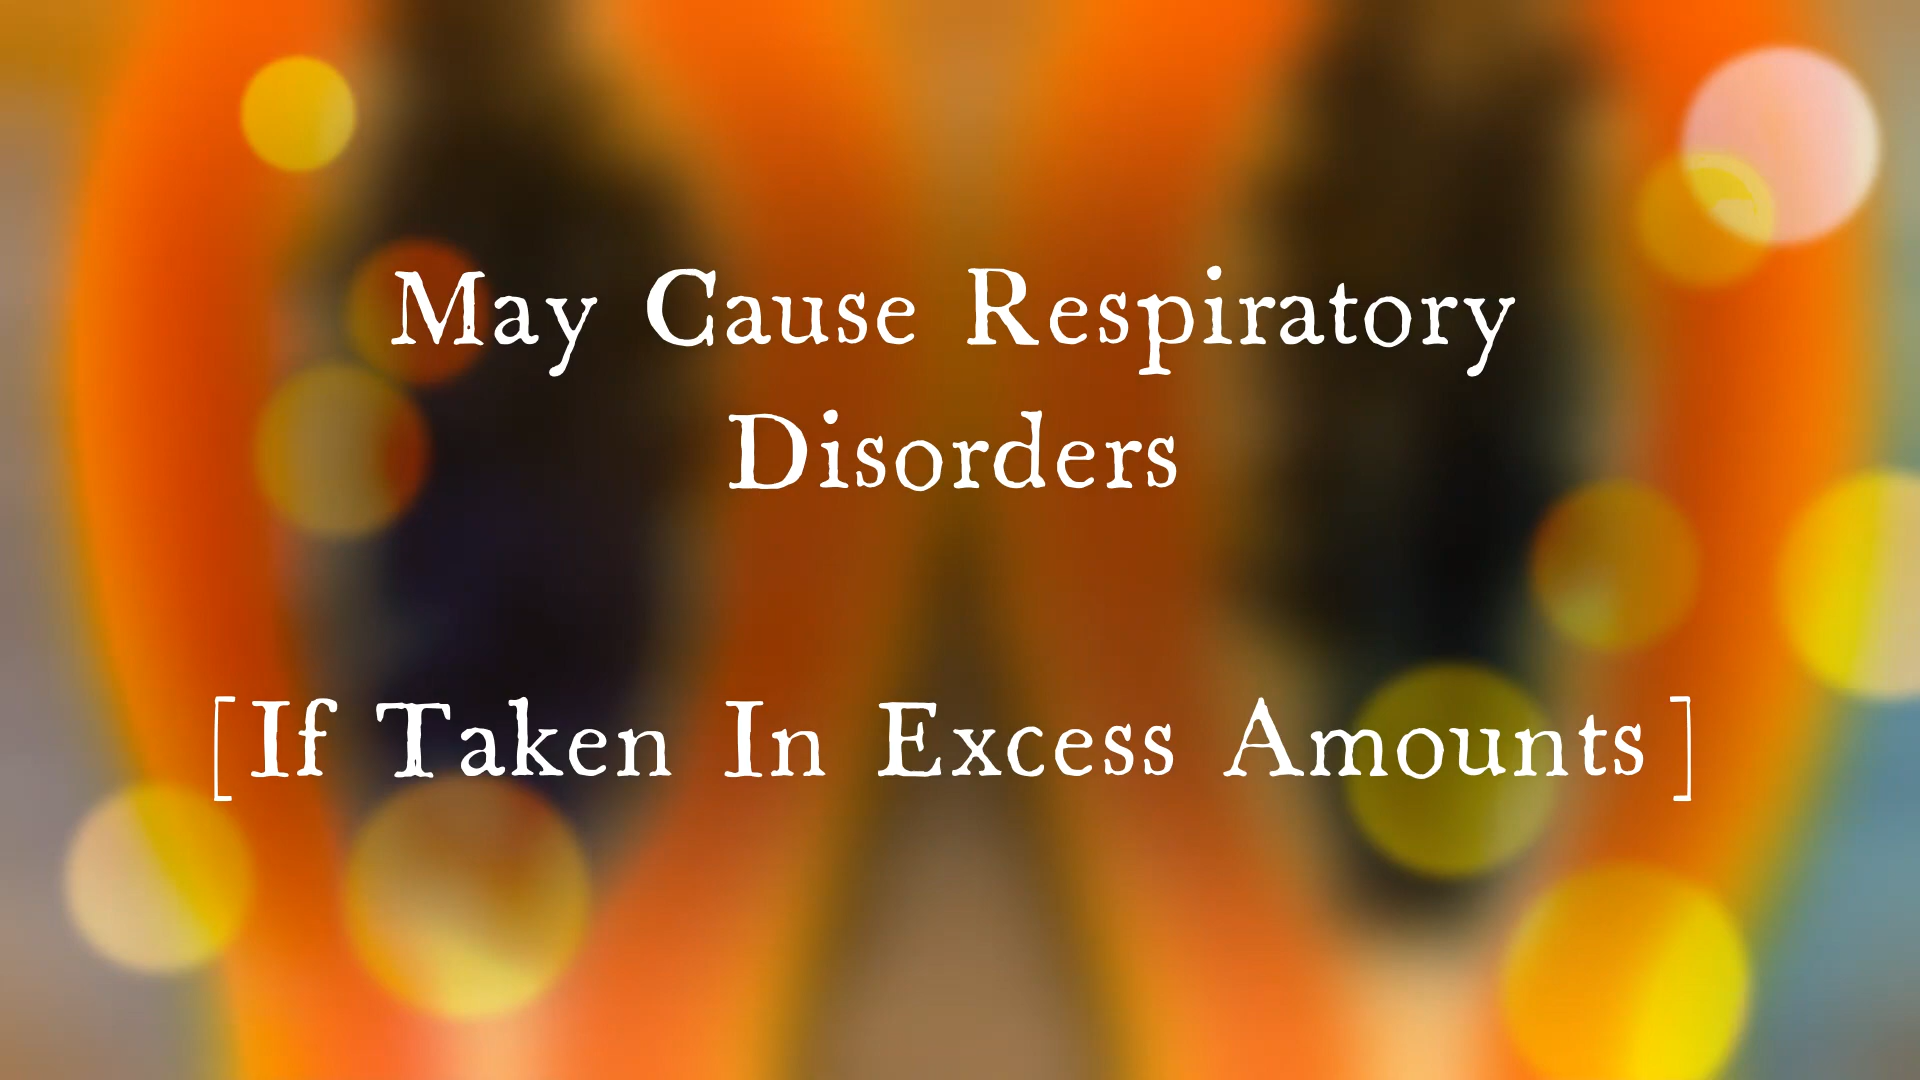 May Cause Respiratory
Disorders
[If Taken In Excess Amounts ]